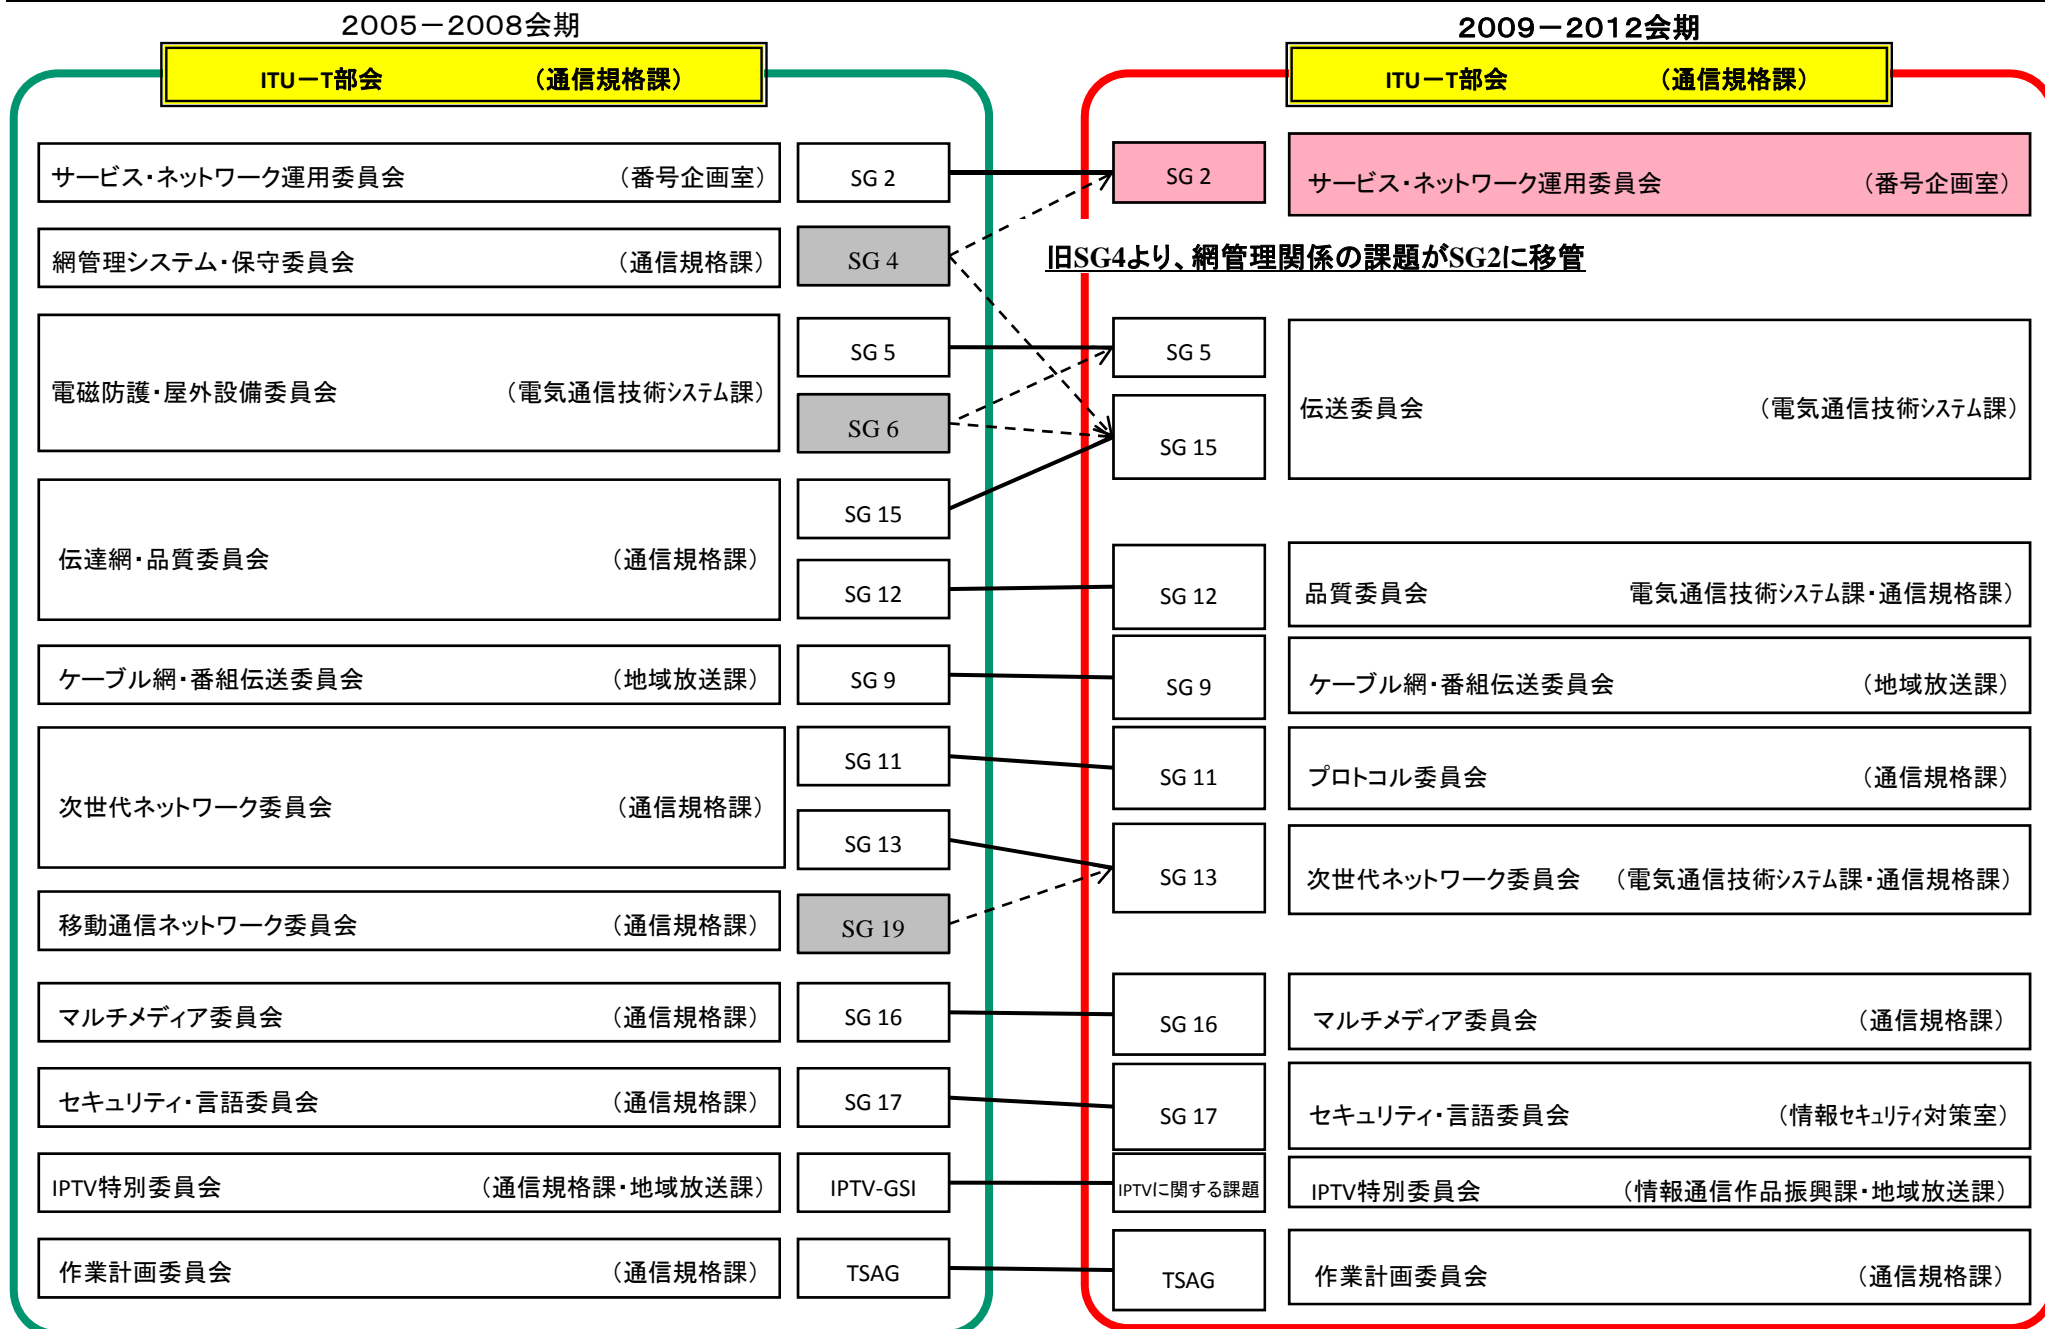 2005－2008会期
ITU－T部会 （通信規格課）
サービス・ネットワーク運用委員会 （番号企画室） SG 2
網管理システム・保守委員会 （通信規格課） SG 4
電磁防護・屋外設備委員会 （電気通信技術システム課） SG 5
SG 6
伝達網・品質委員会 （通信規格課） SG 15
SG 12
ケーブル網・番組伝送委員会 （地域放送課） SG 9
次世代ネットワーク委員会 （通信規格課） SG 11
SG 13
移動通信ネットワーク委員会 （通信規格課） SG 19
マルチメディア委員会 （通信規格課） SG 16
セキュリティ・言語委員会 （通信規格課） SG 17
IPTV特別委員会 （通信規格課・地域放送課） IPTV-GSI
作業計画委員会 （通信規格課） TSAG
2009－2012会期
ITU－T部会 （通信規格課）
SG 2 サービス・ネットワーク運用委員会 （番号企画室）
旧SG4より、網管理関係の課題がSG2に移管
SG 5 伝送委員会 （電気通信技術システム課）
SG 15
SG 12 品質委員会 電気通信技術システム課・通信規格課）
SG 9 ケーブル網・番組伝送委員会 （地域放送課）
SG 11 プロトコル委員会 （通信規格課）
SG 13 次世代ネットワーク委員会 （電気通信技術システム課・通信規格課）
SG 16 マルチメディア委員会 （通信規格課）
SG 17 セキュリティ・言語委員会 （情報セキュリティ対策室）
IPTVに関する課題 IPTV特別委員会 （情報通信作品振興課・地域放送課）
TSAG 作業計画委員会 （通信規格課）